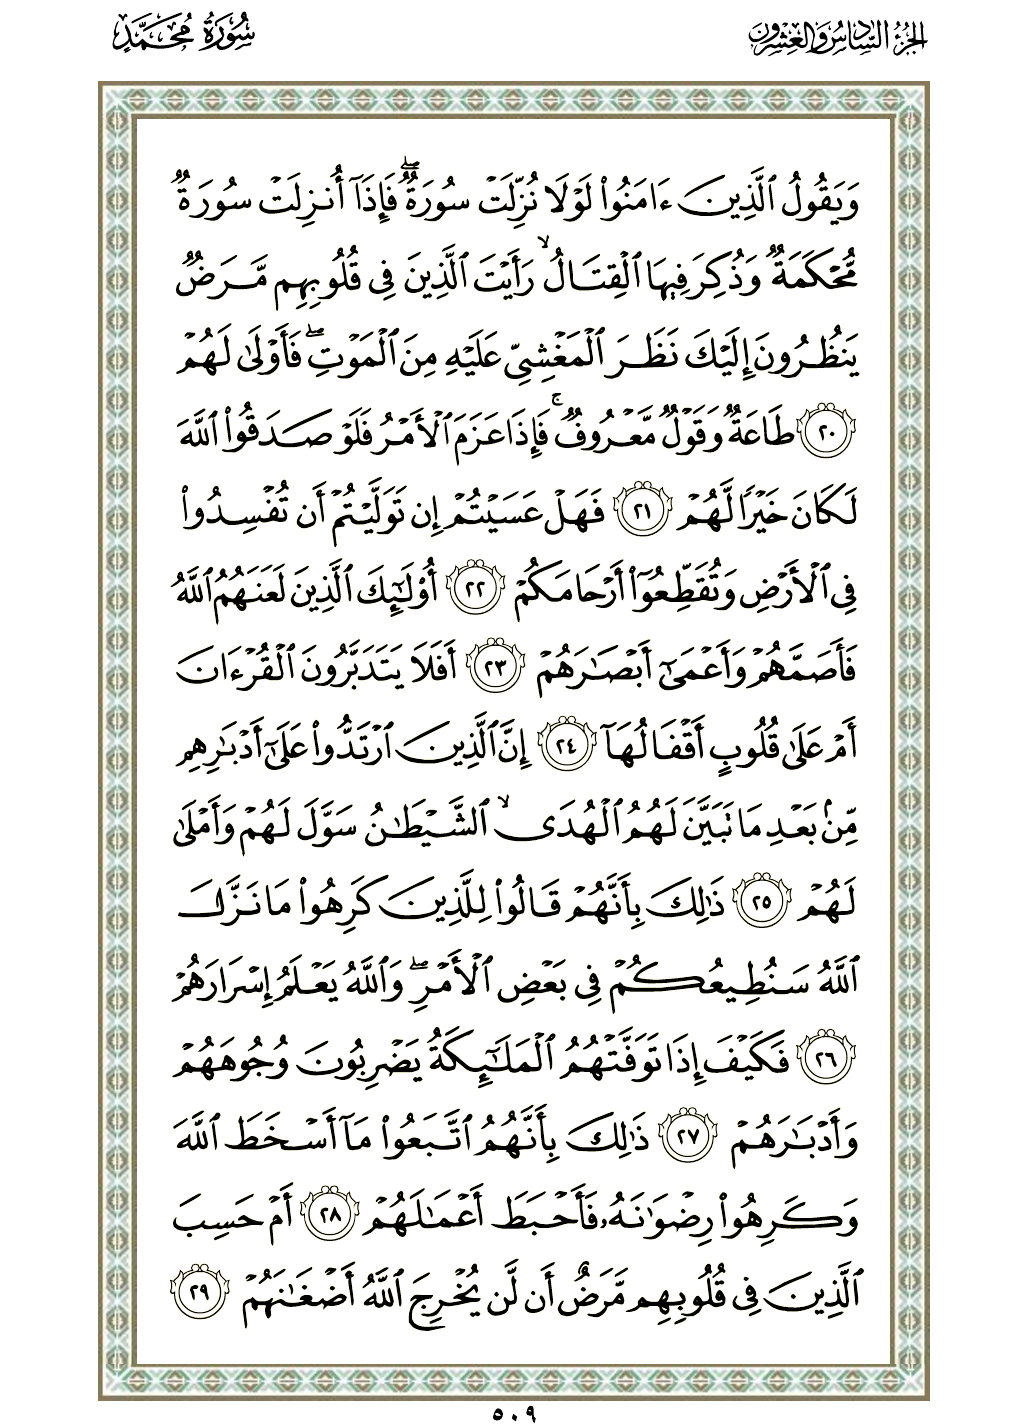 الجزء السادس والعشرون
سورة محمد
وَيَقُولُ ٱلَّذِينَ ءَامَنُوا۟ لَوْلَا نُزِّلَتْ سُورَةٌۖ فَإِذَآ أُنزِلَتْ سُورَةٌ
مُّحْكَمَةٌ وَذُكِرَ فِيهَا ٱلْقِتَالُۙ رَأَيْتَ ٱلَّذِينَ فِى قُلُوبِهِم مَّرَضٌ
يَنظُرُونَ إِلَيْكَ نَظَرَ ٱلْمَغْشِىِّ عَلَيْهِ مِنَ ٱلْمَوْتِۖ فَأَوْلَىٰ لَهُمْ
٢٠ طَاعَةٌ وَقَوْلٌ مَّعْرُوفٌۚ فَإِذَا عَزَمَ ٱلْأَمْرُ فَلَوْ صَدَقُوا۟ ٱللَّهَ
لَكَانَ خَيْرًا لَّهُمْ ٢١ فَهَلْ عَسَيْتُمْ إِن تَوَلَّيْتُمْ أَن تُفْسِدُوا۟
فِى ٱلْأَرْضِ وَتُقَطِّعُوٓا۟ أَرْحَامَكُمْ ٢٢ أُو۟لَٰٓئِكَ ٱلَّذِينَ لَعَنَهُمُ ٱللَّهُ
فَأَصَمَّهُمْ وَأَعْمَىٰٓ أَبْصَٰرَهُمْ ٢٣ أَفَلَا يَتَدَبَّرُونَ ٱلْقُرْءَانَ
أَمْ عَلَىٰ قُلُوبٍ أَقْفَالُهَآ ٢٤ إِنَّ ٱلَّذِينَ ٱرْتَدُّوا۟ عَلَىٰٓ أَدْبَٰرِهِم
مِّنۢ بَعْدِ مَا تَبَيَّنَ لَهُمُ ٱلْهُدَىۙ ٱلشَّيْطَٰنُ سَوَّلَ لَهُمْ وَأَمْلَىٰ
لَهُمْ ٢٥ ذَٰلِكَ بِأَنَّهُمْ قَالُوا۟ لِلَّذِينَ كَرِهُوا۟ مَا نَزَّلَ
ٱللَّهُ سَنُطِيعُكُمْ فِى بَعْضِ ٱلْأَمْرِۖ وَٱللَّهُ يَعْلَمُ إِسْرَارَهُمْ
٢٦ فَكَيْفَ إِذَا تَوَفَّتْهُمُ ٱلْمَلَٰٓئِكَةُ يَضْرِبُونَ وُجُوهَهُمْ
وَأَدْبَٰرَهُمْ ٢٧ ذَٰلِكَ بِأَنَّهُمُ ٱتَّبَعُوا۟ مَآ أَسْخَطَ ٱللَّهَ
وَكَرِهُوا۟ رِضْوَٰنَهُۥ فَأَحْبَطَ أَعْمَٰلَهُمْ ٢٨ أَمْ حَسِبَ
ٱلَّذِينَ فِى قُلُوبِهِم مَّرَضٌ أَن لَّن يُخْرِجَ ٱللَّهُ أَضْغَٰنَهُمْ ٢٩
٥٠٩